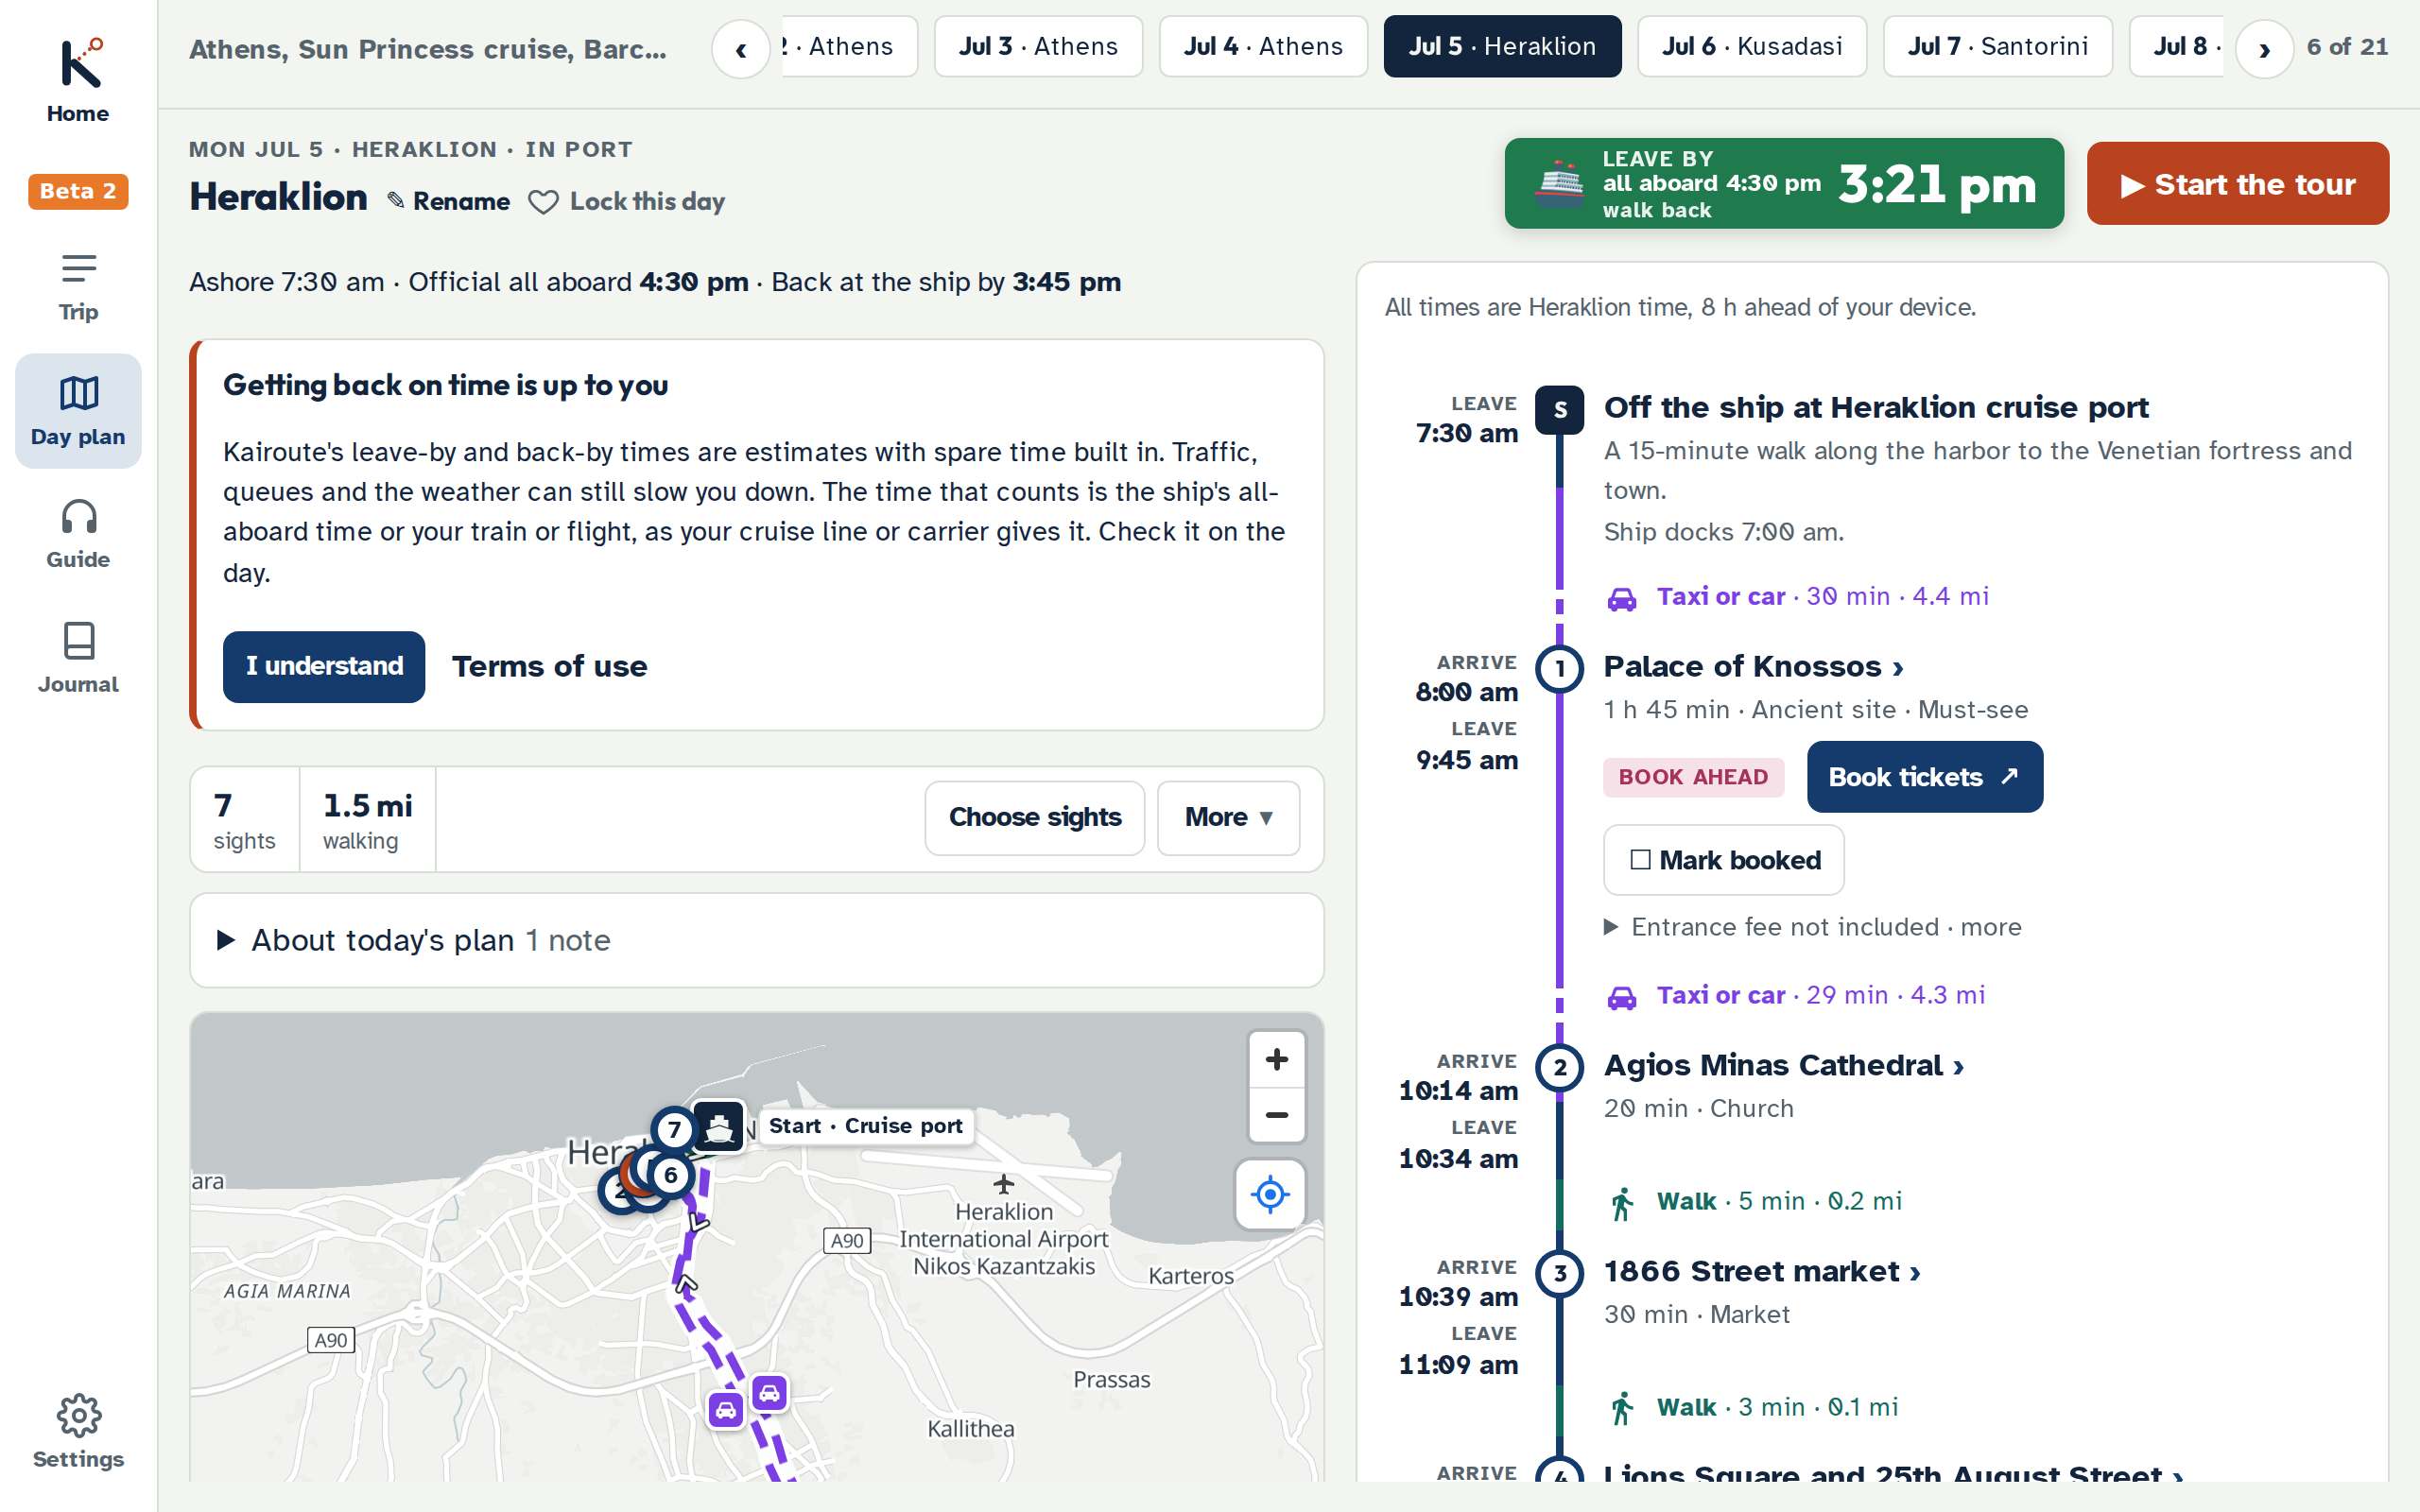 Home
Beta 2
Trip
Day plan
Guide
Journal
Settings
Athens, Sun Princess cruise, Barc...
‹
· Athens
Jul 3 · Athens
Jul 4 · Athens
Jul 5 · Heraklion
Jul 6 · Kusadasi
Jul 7 · Santorini
Jul 8 ·
›
6 of 21
MON JUL 5 · HERAKLION · IN PORT
Heraklion
✎ Rename
Lock this day
LEAVE BY
all aboard 4:30 pm
walk back
3:21 pm
▶ Start the tour
Ashore 7:30 am · Official all aboard 4:30 pm · Back at the ship by 3:45 pm
Getting back on time is up to you
Kairoute's leave-by and back-by times are estimates with spare time built in. Traffic,
queues and the weather can still slow you down. The time that counts is the ship's all-
aboard time or your train or flight, as your cruise line or carrier gives it. Check it on the
day.
I understand
Terms of use
7
sights
1.5 mi
walking
Choose sights
More ▾
▶ About today's plan 1 note
+
−
7
Start · Cruise port
6
ara
Heraklion
International Airport
Nikos Kazantzakis
A90
Karteros
AGIA MARINA
A90
Prassas
Kallithea
All times are Heraklion time, 8 h ahead of your device.
LEAVE
7:30 am
S
Off the ship at Heraklion cruise port
A 15-minute walk along the harbor to the Venetian fortress and
town.
Ship docks 7:00 am.
Taxi or car · 30 min · 4.4 mi
ARRIVE
8:00 am
LEAVE
9:45 am
1
Palace of Knossos ›
1 h 45 min · Ancient site · Must-see
BOOK AHEAD
Book tickets ↗
☐ Mark booked
▶ Entrance fee not included · more
Taxi or car · 29 min · 4.3 mi
ARRIVE
10:14 am
LEAVE
10:34 am
2
Agios Minas Cathedral ›
20 min · Church
Walk · 5 min · 0.2 mi
ARRIVE
10:39 am
LEAVE
11:09 am
3
1866 Street market ›
30 min · Market
Walk · 3 min · 0.1 mi
ARRIVE
4
Lions Square and 25th August Street ›